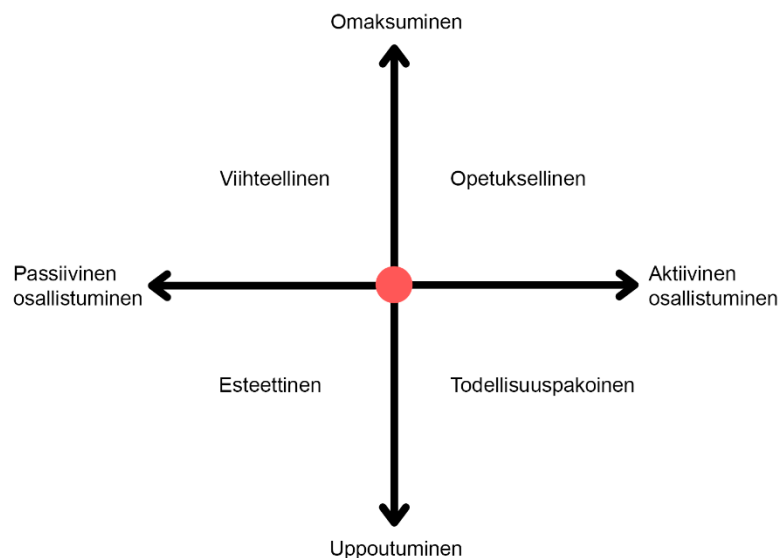 Omaksuminen
Viihteellinen
Opetuksellinen
Passiivinen
osallistuminen
Aktiivinen
osallistuminen
Esteettinen
Todellisuuspakoinen
Uppoutuminen